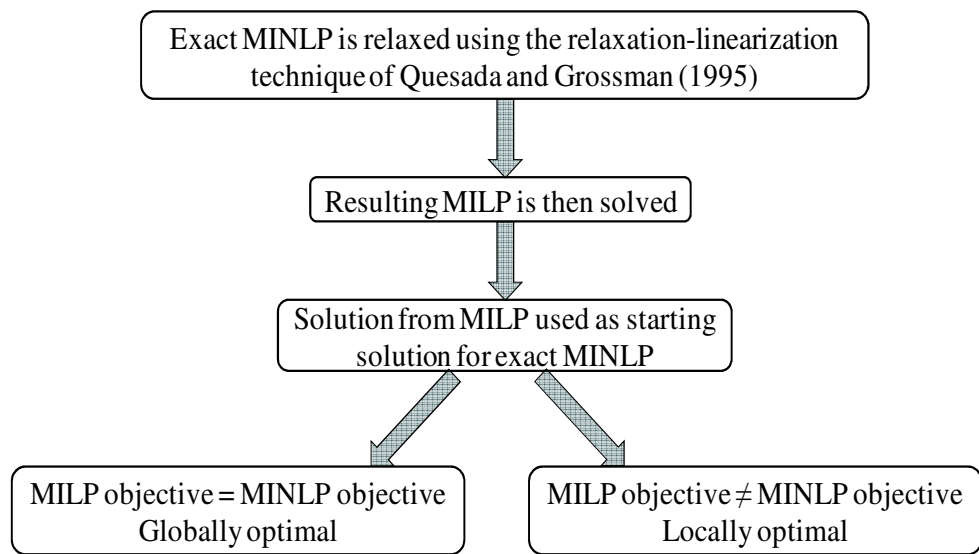 Exact MINLP is relaxed using the relaxation-linearization
technique of Quesada and Grossman (1995)
Resulting MILP is then solved
Solution from MILP used as starting
solution for exact MINLP
MILP objective = MINLP objective
Globally optimal
MILP objective ≠ MINLP objective
Locally optimal